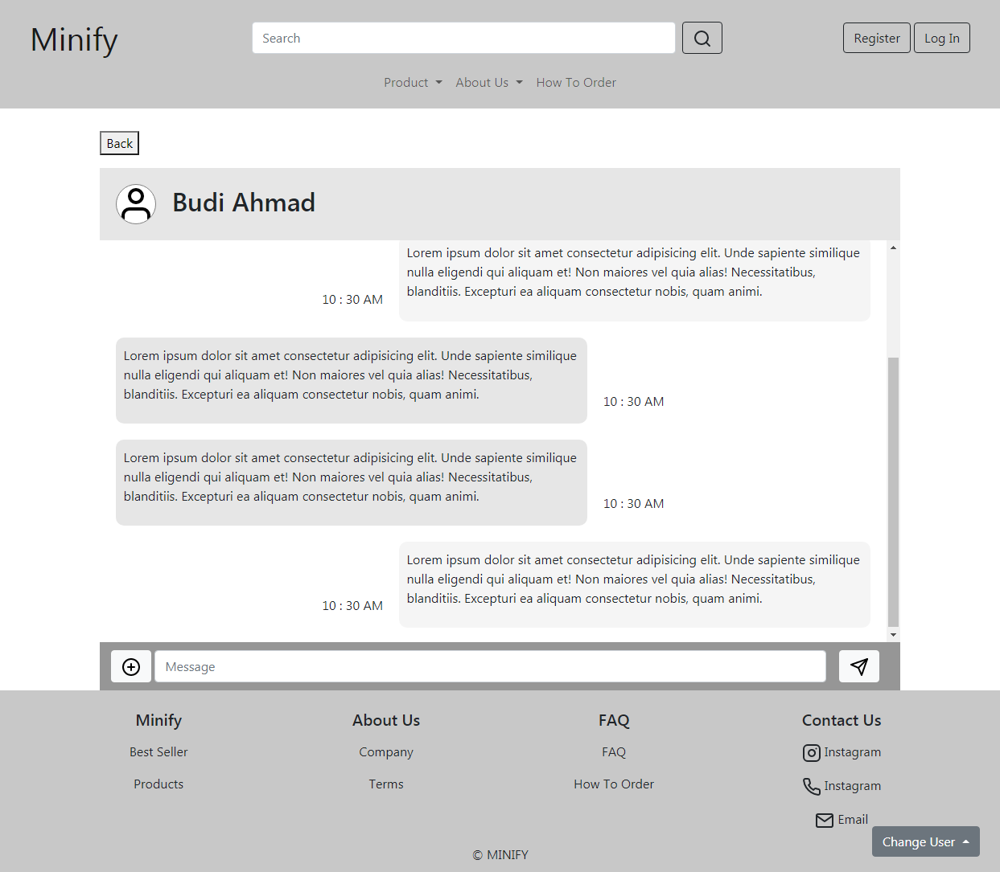 Minify
Search
Register
Log In
Product
About Us
How To Order
Back
Budi Ahmad
Lorem ipsum dolor sit amet consectetur adipisicing elit. Unde sapiente similique
nulla eligendi qui aliquam et! Non maiores vel quia alias! Necessitatibus,
blanditiis. Excepturi ea aliquam consectetur nobis, quam animi.
10 : 30 AM
Lorem ipsum dolor sit amet consectetur adipisicing elit. Unde sapiente similique
nulla eligendi qui aliquam et! Non maiores vel quia alias! Necessitatibus,
blanditiis. Excepturi ea aliquam consectetur nobis, quam animi.
10 : 30 AM
Lorem ipsum dolor sit amet consectetur adipisicing elit. Unde sapiente similique
nulla eligendi qui aliquam et! Non maiores vel quia alias! Necessitatibus,
blanditiis. Excepturi ea aliquam consectetur nobis, quam animi.
10 : 30 AM
Lorem ipsum dolor sit amet consectetur adipisicing elit. Unde sapiente similique
nulla eligendi qui aliquam et! Non maiores vel quia alias! Necessitatibus,
blanditiis. Excepturi ea aliquam consectetur nobis, quam animi.
10 : 30 AM
Message
Minify
Best Seller
Products
About Us
Company
Terms
FAQ
FAQ
How To Order
Contact Us
Instagram
Instagram
Email
Change User
© MINIFY